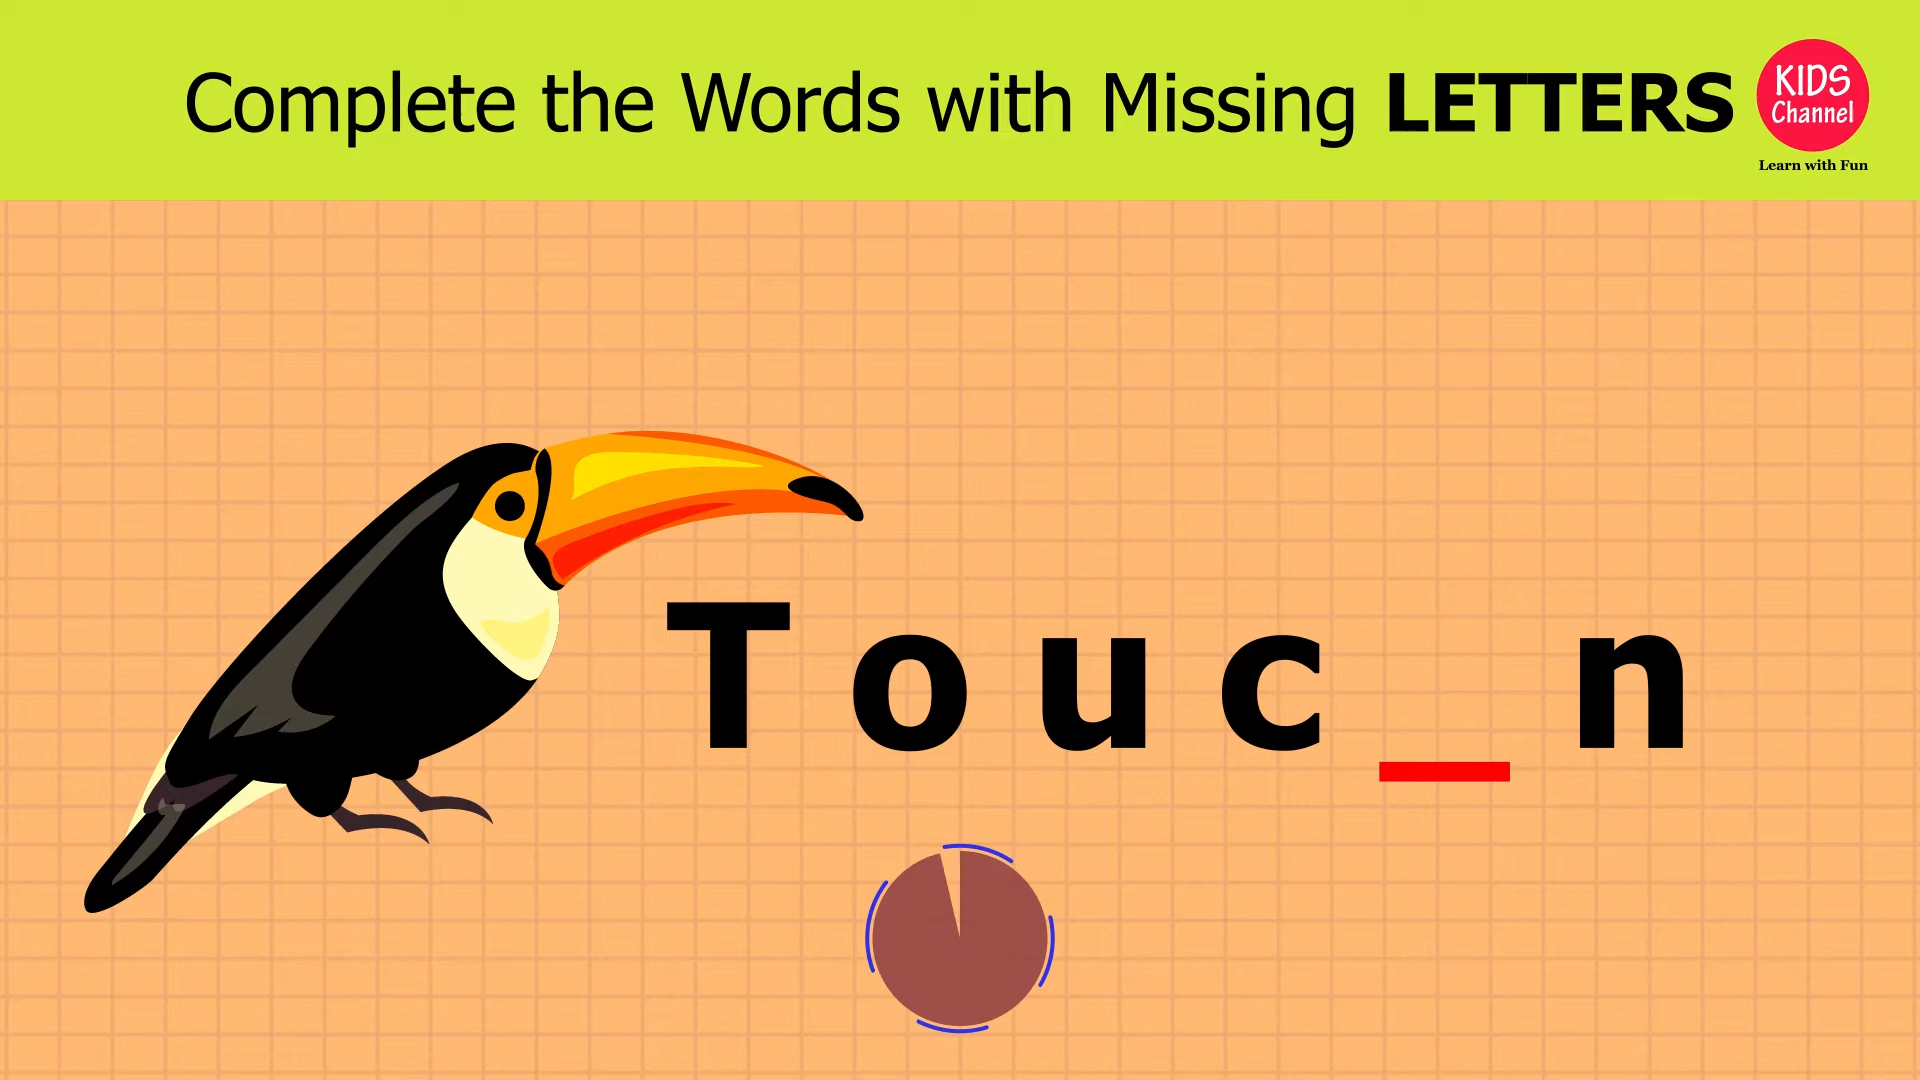 Complete the Words with Missing LETTERS
KIDS
Channel
Learn with Fun
T o u c _ n